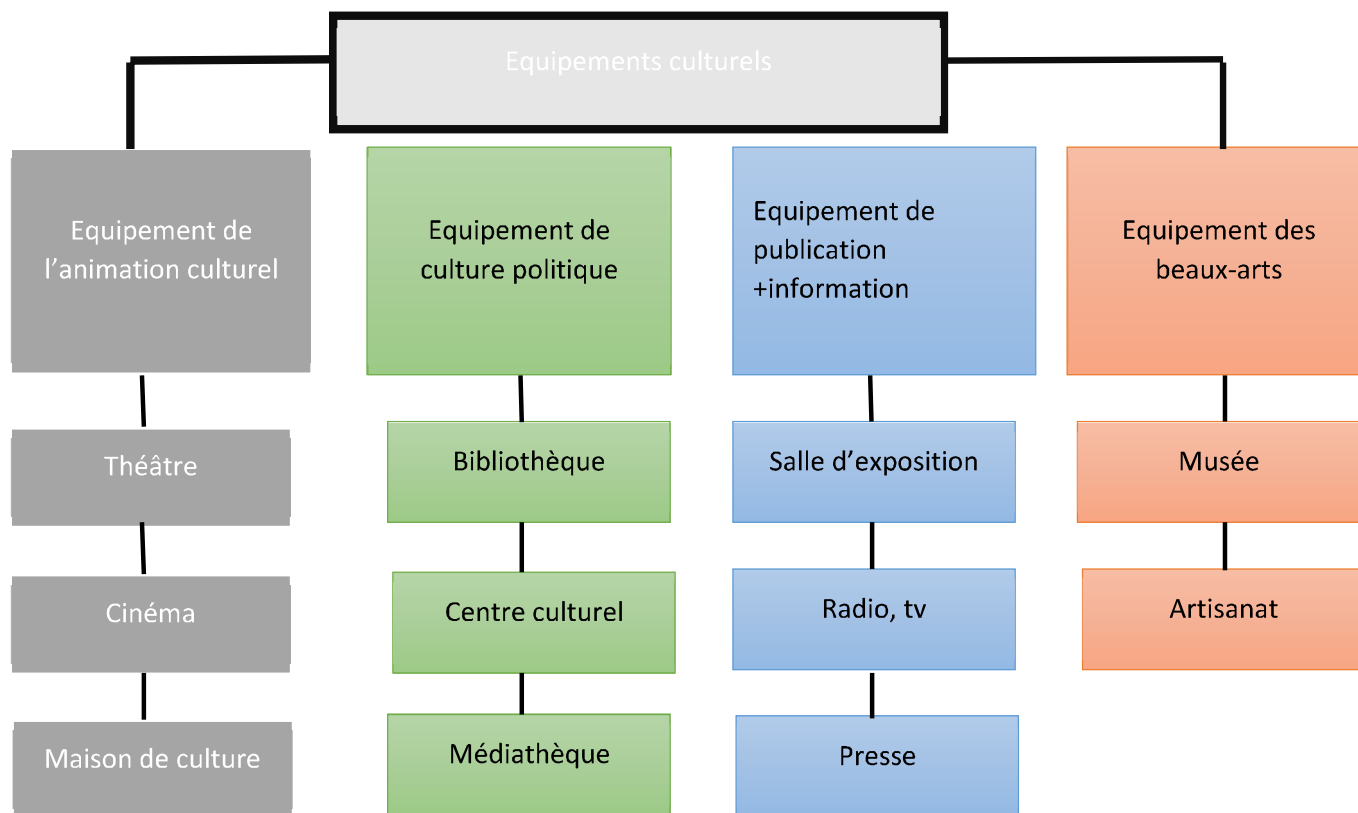 Equipements culturels
Equipement de
l’animation culturel
Equipement de
culture politique
Equipement de
publication
+information
Equipement des
beaux-arts
Théâtre
Bibliothèque
Salle d’exposition
Musée
Cinéma
Centre culturel
Radio, tv
Artisanat
Maison de culture
Médiathèque
Presse